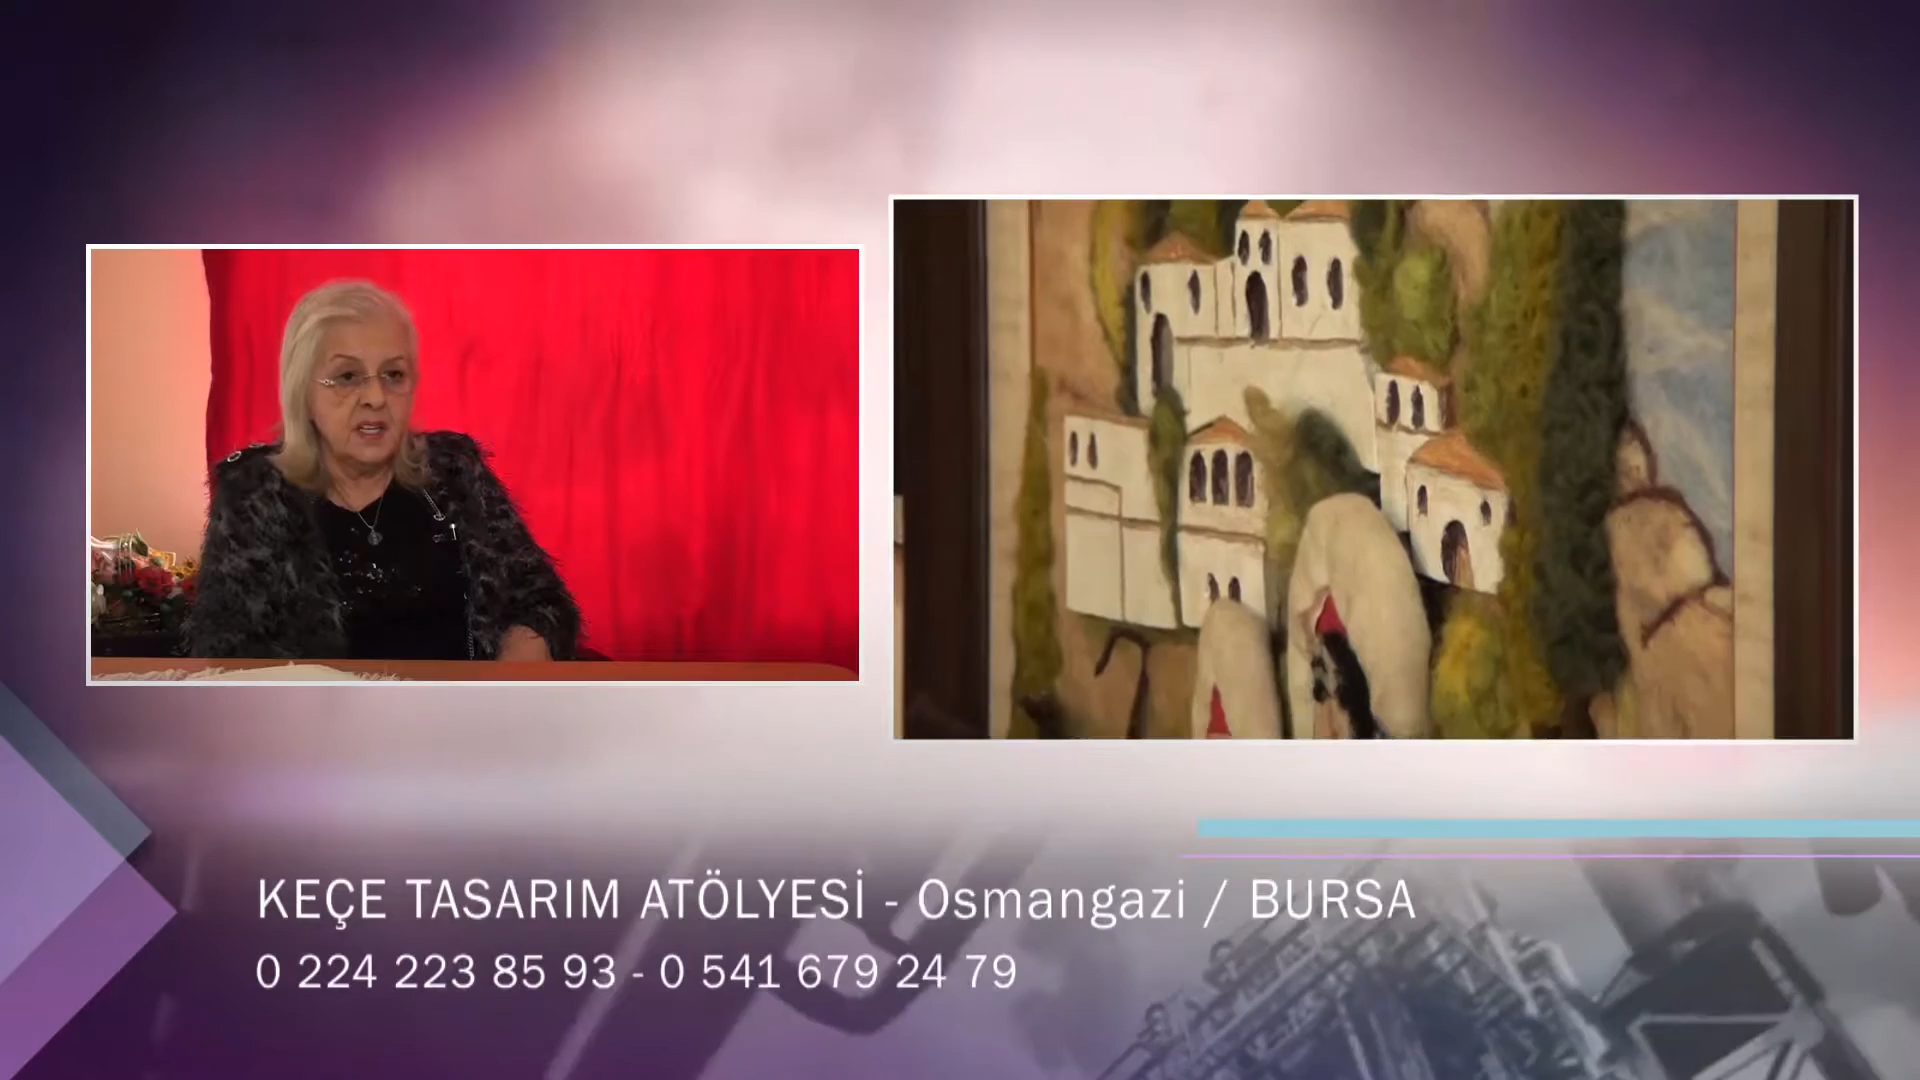 KEÇE TASARIM ATÖLYESİ - Osmangazi / BURSA
0 224 223 85 93 - 0 541 679 24 79